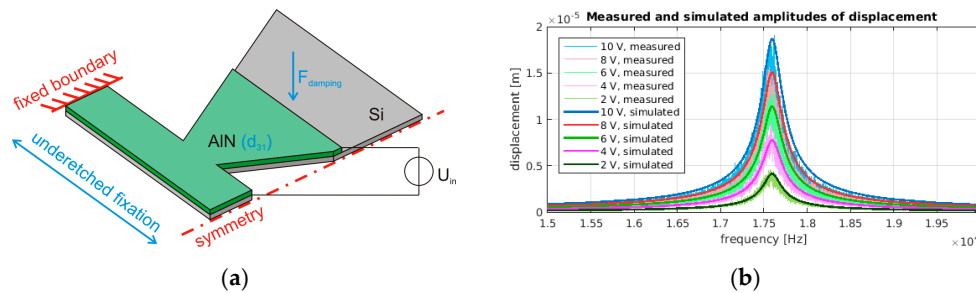 fixed boundary
underetched fixation
AlN (d31)
Fdamping
Si
Uin
symmetry
(a)
Measured and simulated amplitudes of displacement
×10^-5
displacement [m]
2
1.5
1
0.5
0
10 V, measured
8 V, measured
6 V, measured
4 V, measured
2 V, measured
10 V, simulated
8 V, simulated
6 V, simulated
4 V, simulated
2 V, simulated
1.5 1.55 1.6 1.65 1.7 1.75 1.8 1.85 1.9 1.95
frequency [Hz]
(b)